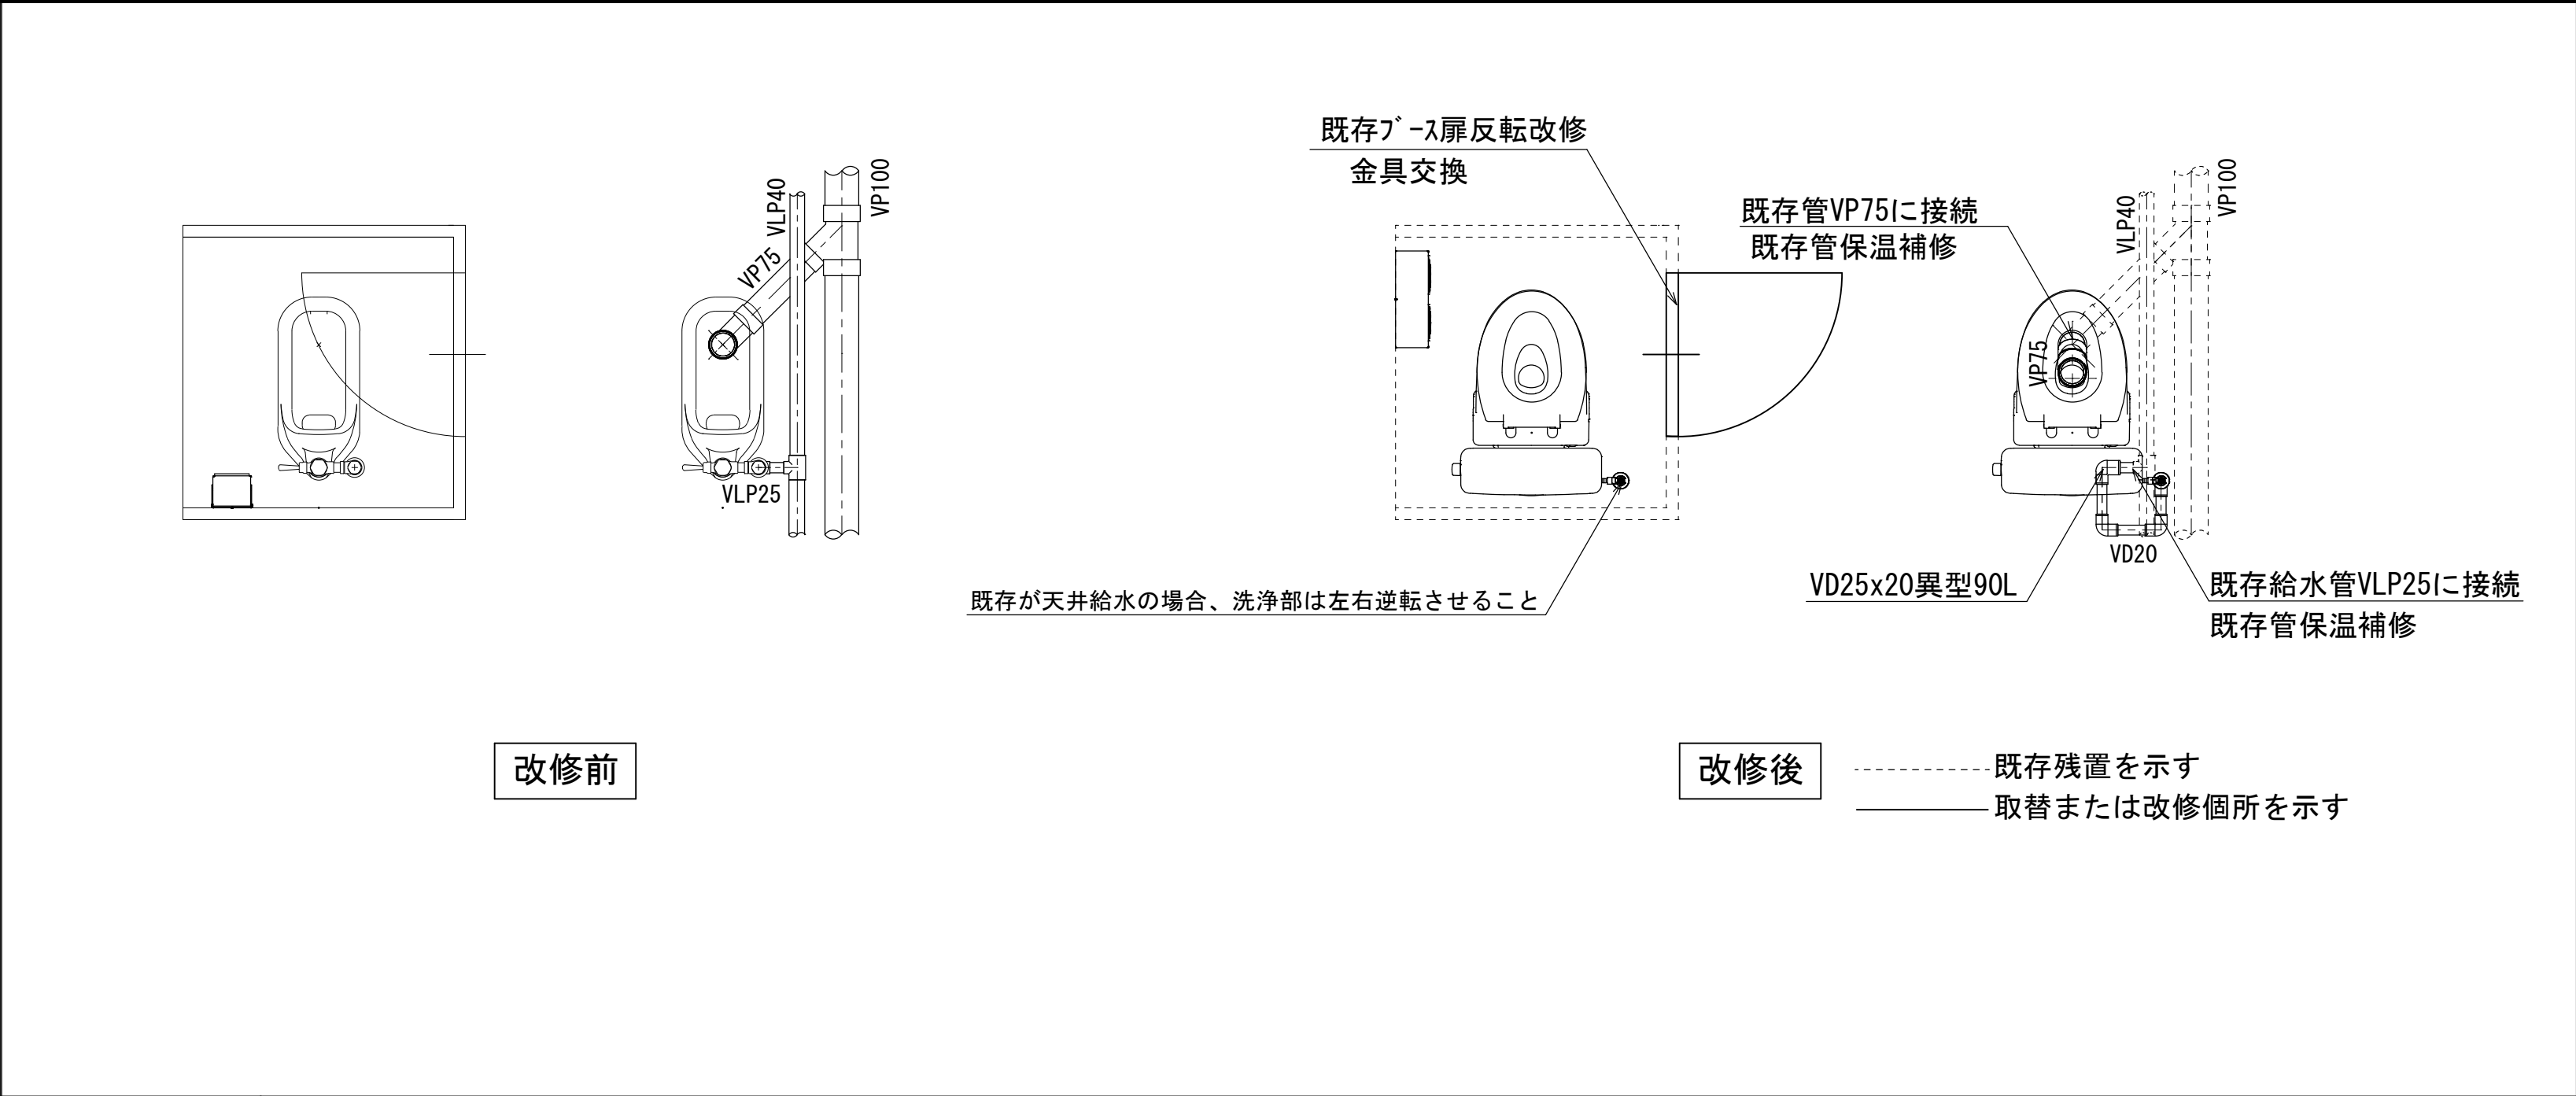 VLP40
VP100
VP75
VLP25
改修前
既存ﾌﾞｰｽ扉反転改修
金具交換
既存管VP75に接続
既存管保温補修
VLP40
VP100
VP75
VD20
既存が天井給水の場合、洗浄部は左右逆転させること
VD25x20異型90L
既存給水管VLP25に接続
既存管保温補修
改修後
既存残置を示す
取替または改修個所を示す